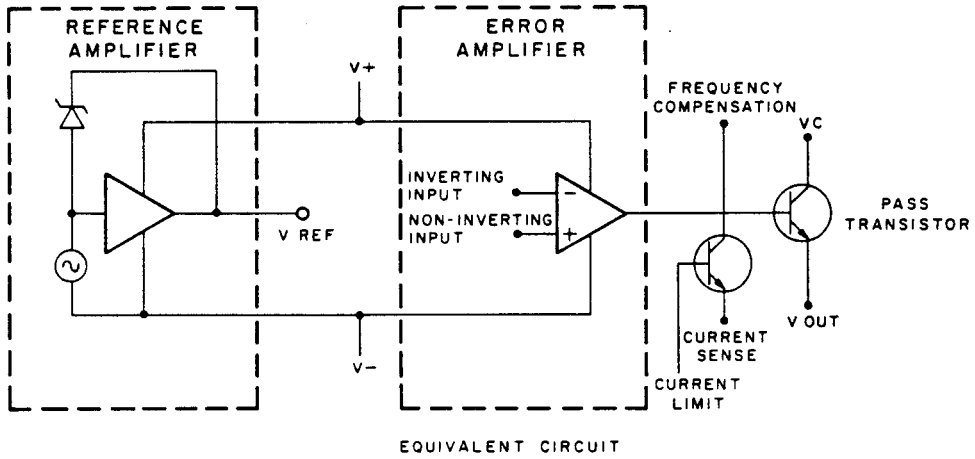 REFERENCE
AMPLIFIER
V REF
V+
V-
ERROR
AMPLIFIER
INVERTING
INPUT
NON-INVERTING
INPUT
-
+
FREQUENCY
COMPENSATION
VC
PASS
TRANSISTOR
V OUT
CURRENT
SENSE
CURRENT
LIMIT
EQUIVALENT CIRCUIT